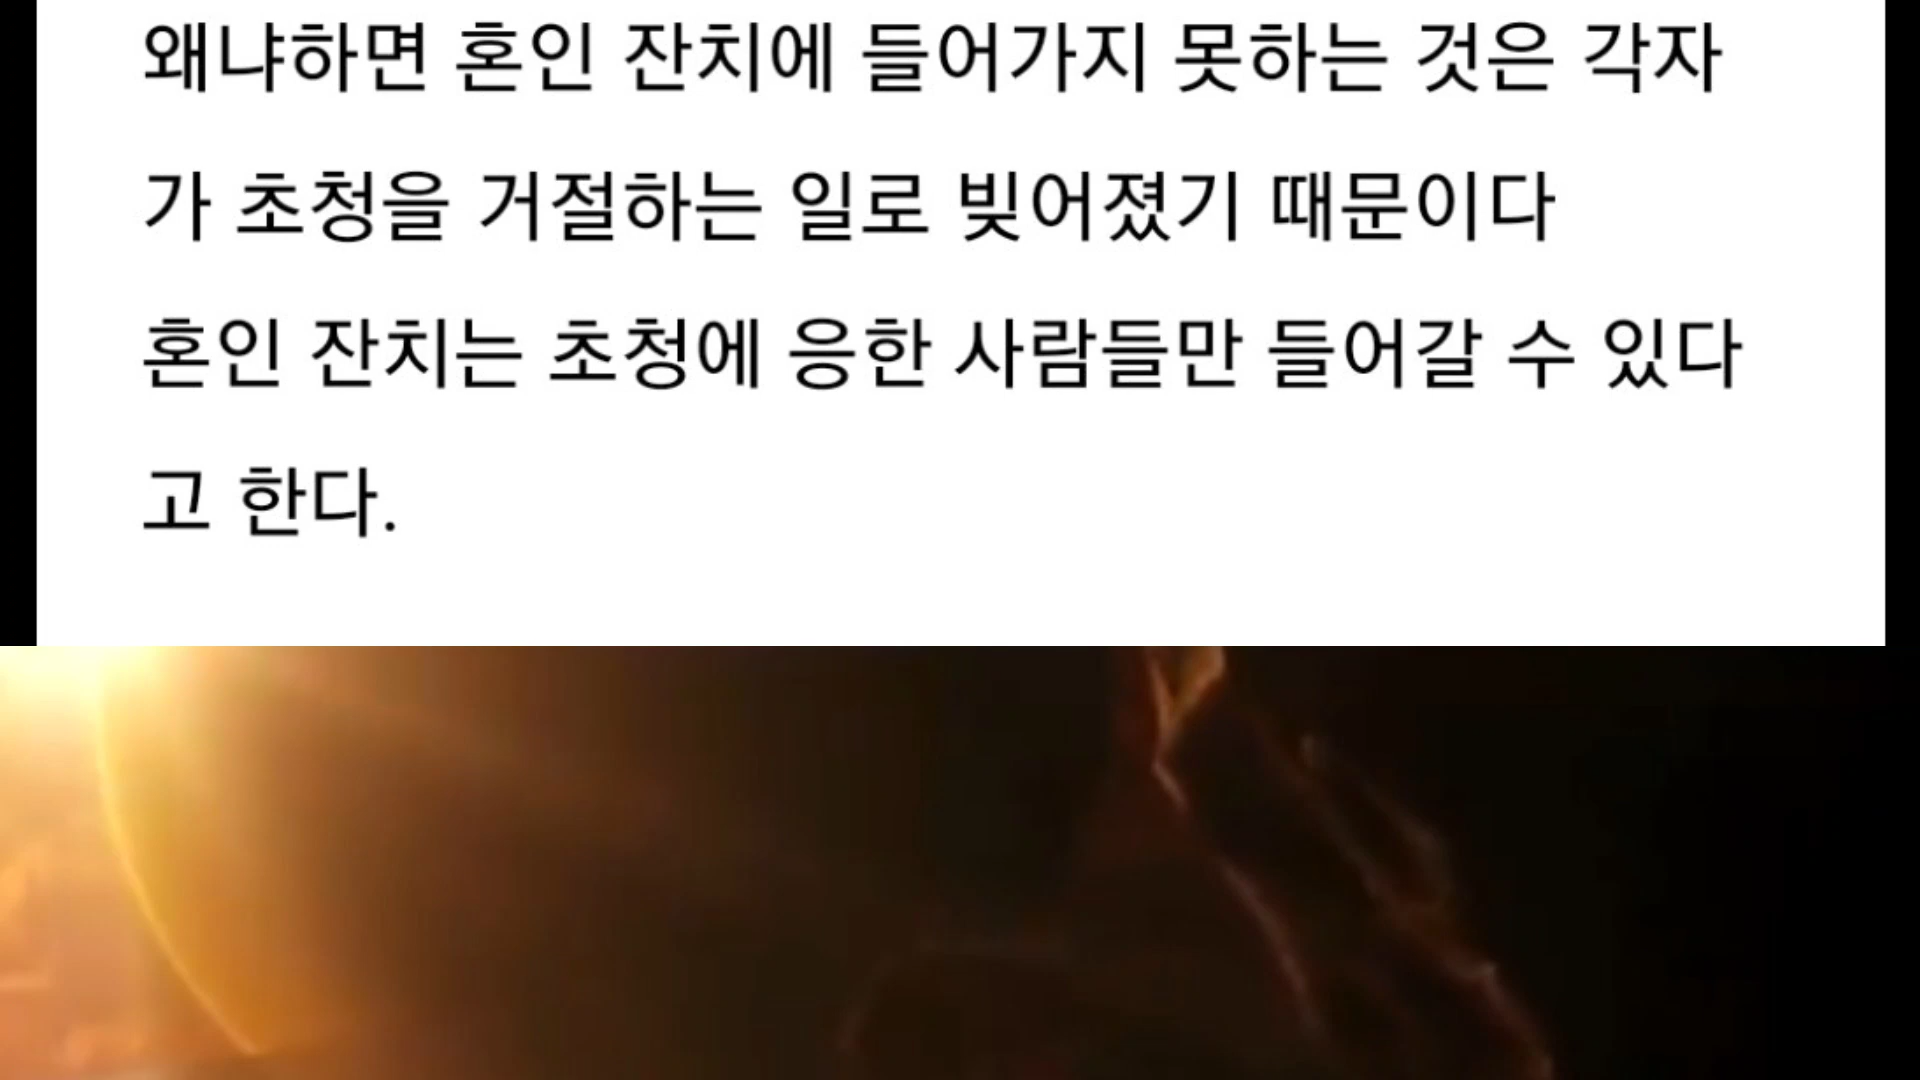 왜냐하면 혼인 잔치에 들어가지 못하는 것은 각자
가 초청을 거절하는 일로 빚어졌기 때문이다
혼인 잔치는 초청에 응한 사람들만 들어갈 수 있다
고 한다.